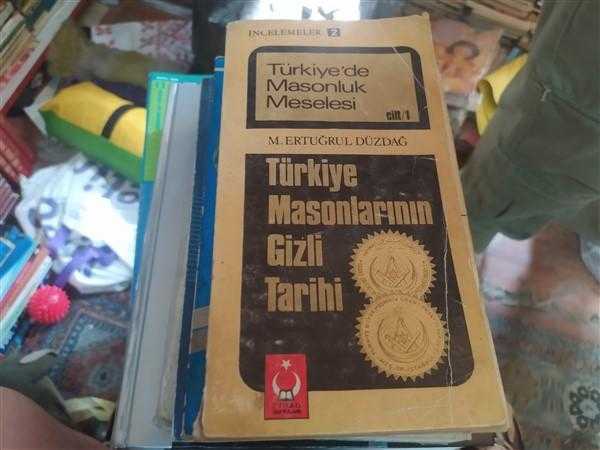 İNCELEMELER 2
Türkiye'de
Masonluk
Meselesi
cilt/1
M. ERTUĞRUL DÜZDAĞ
Türkiye
Masonlarının
Gizli
Tarihi